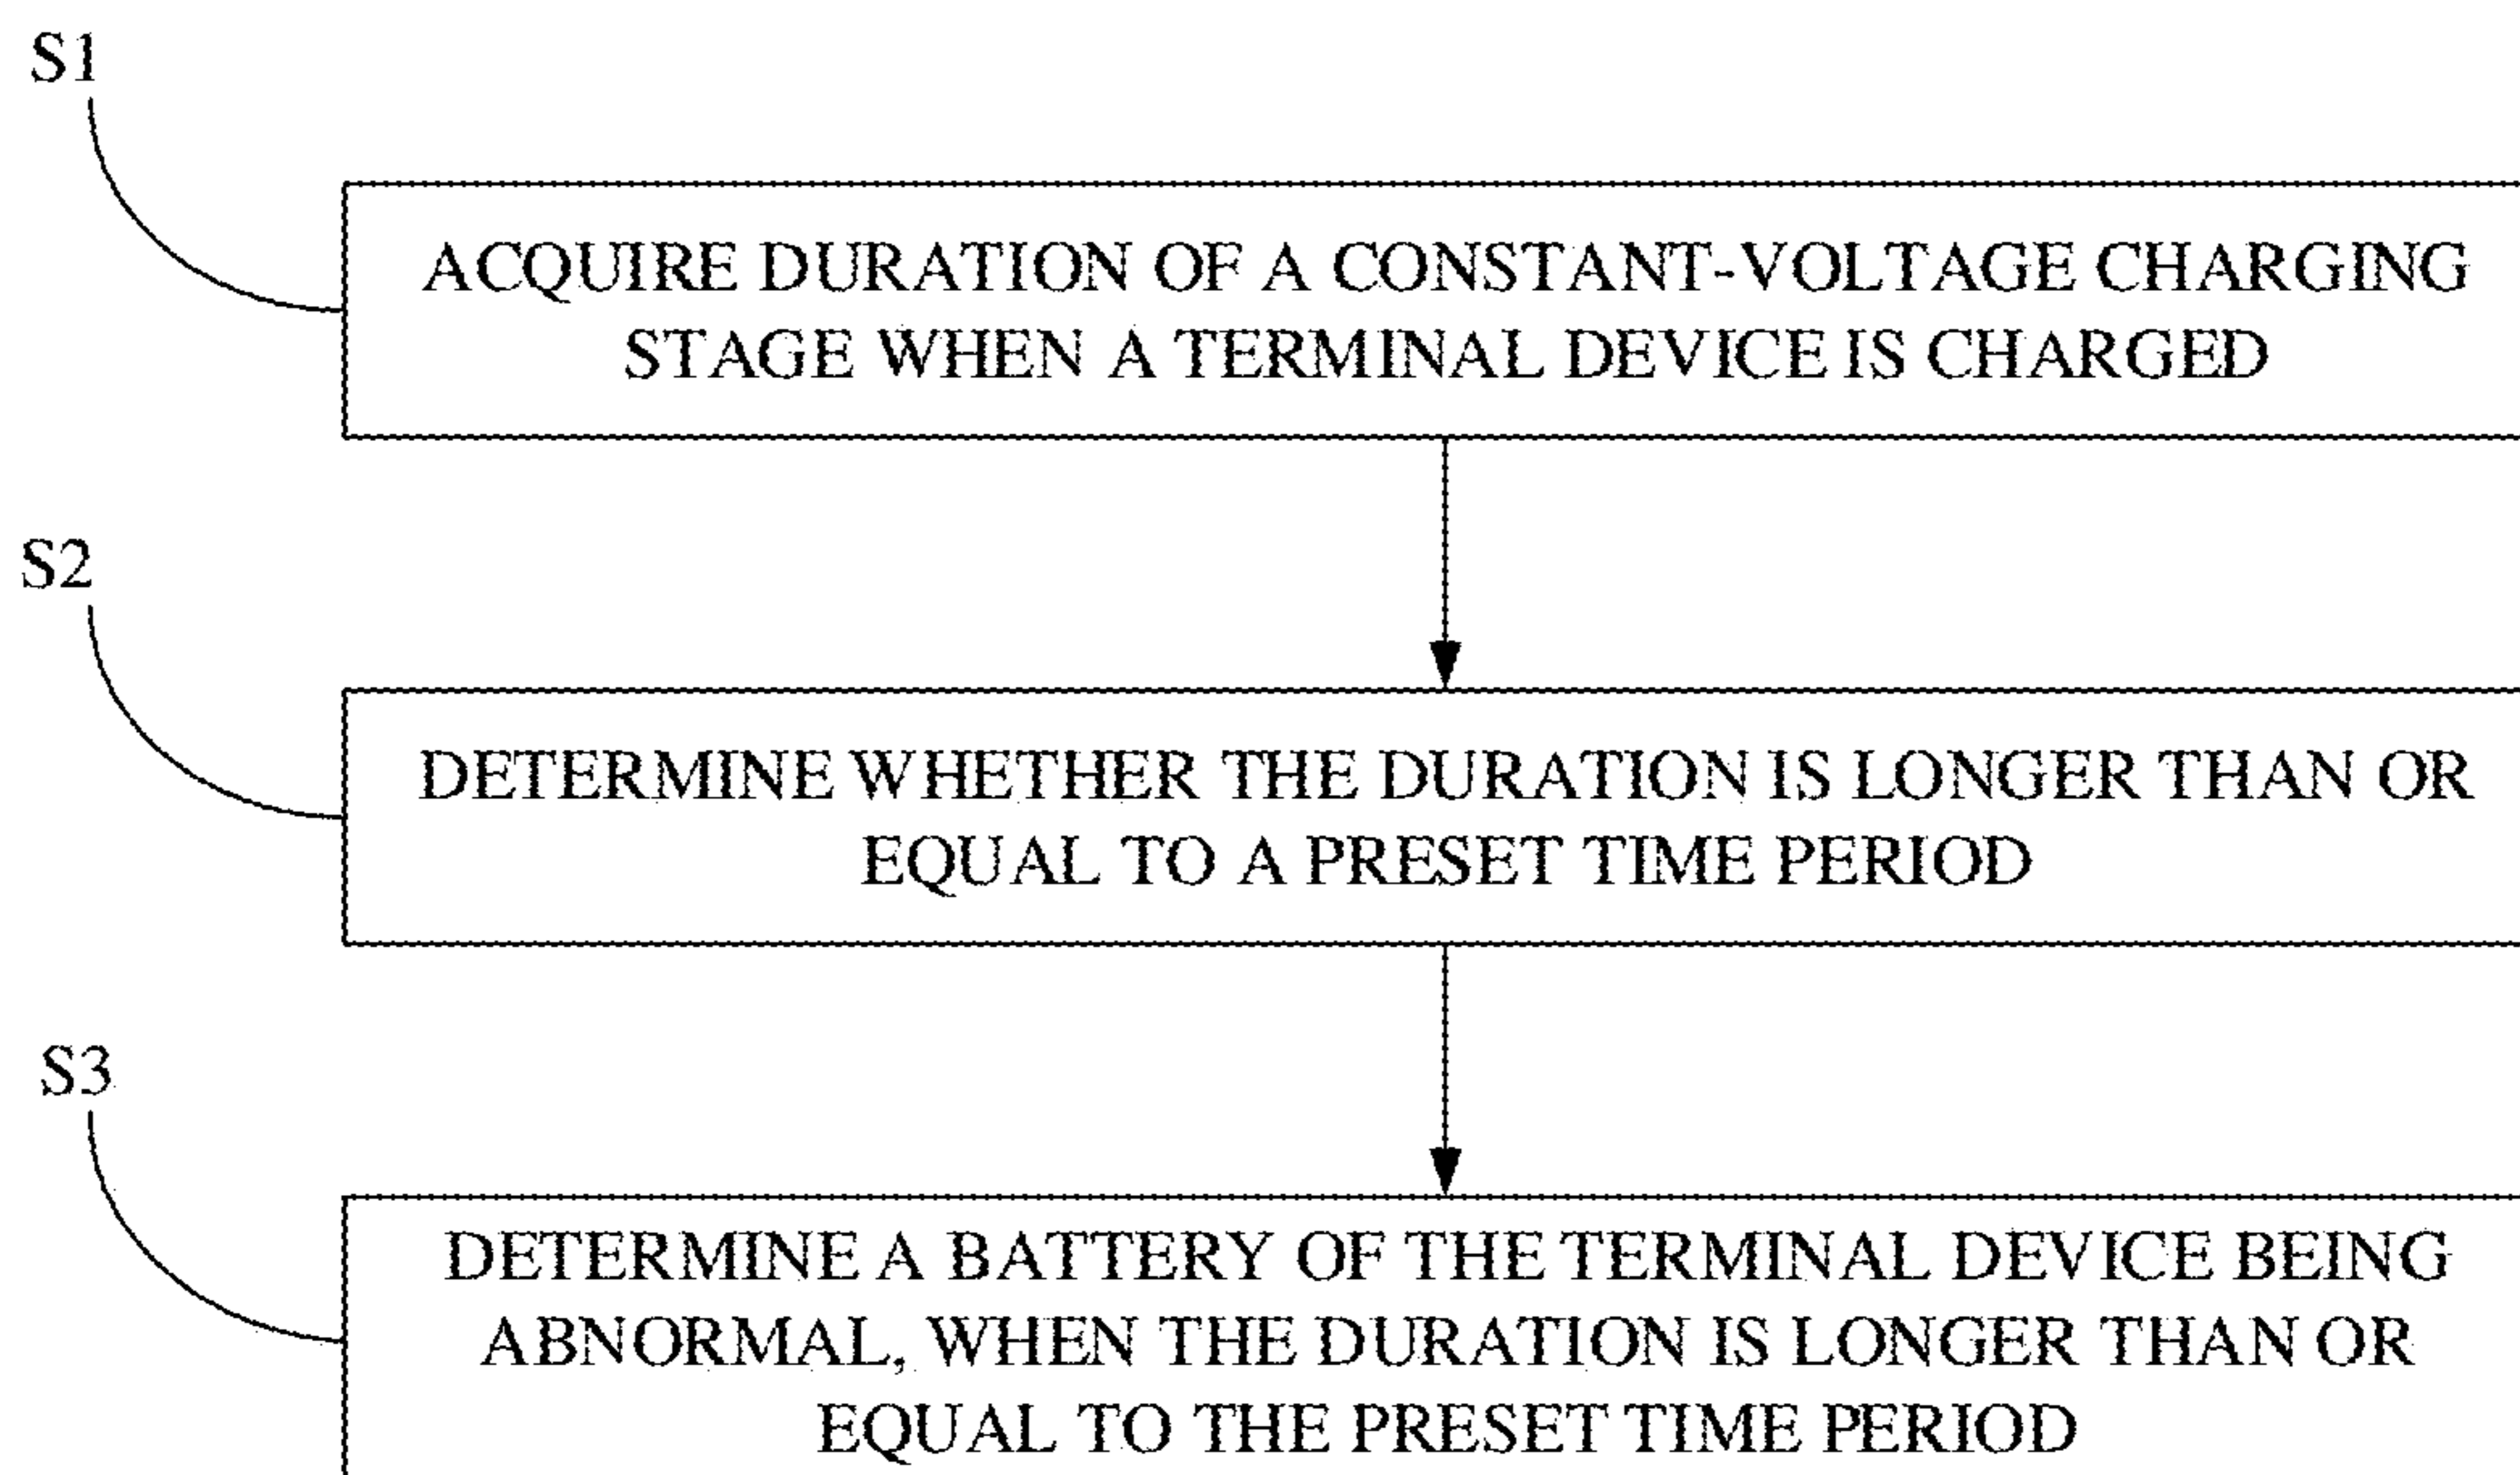 S1
ACQUIRE DURATION OF A CONSTANT-VOLTAGE CHARGING
STAGE WHEN A TERMINAL DEVICE IS CHARGED
S2
DETERMINE WHETHER THE DURATION IS LONGER THAN OR
EQUAL TO A PRESET TIME PERIOD
S3
DETERMINE A BATTERY OF THE TERMINAL DEVICE BEING
ABNORMAL, WHEN THE DURATION IS LONGER THAN OR
EQUAL TO THE PRESET TIME PERIOD